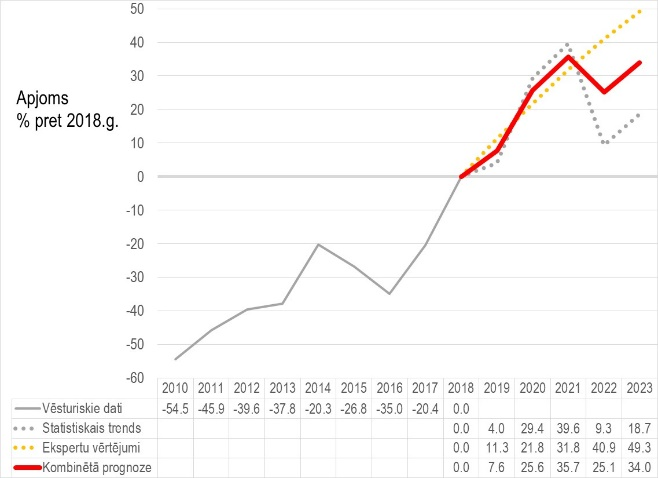 50
40
30
20
10
0
-10
-20
-30
-40
-50
-60
Apjoms
% pret 2018.g.
2010 2011 2012 2013 2014 2015 2016 2017 2018 2019 2020 2021 2022 2023
Vēsturiskie dati -54.5 -45.9 -39.6 -37.8 -20.3 -26.8 -35.0 -20.4 0.0
Statistiskais tronds 0.0 4.0 29.4 39.6 9.3 18.7
Ekspertu vērtējumi 0.0 11.3 21.8 31.8 40.9 49.3
Kombinētā prognoze 0.0 7.6 25.6 35.7 25.1 34.0